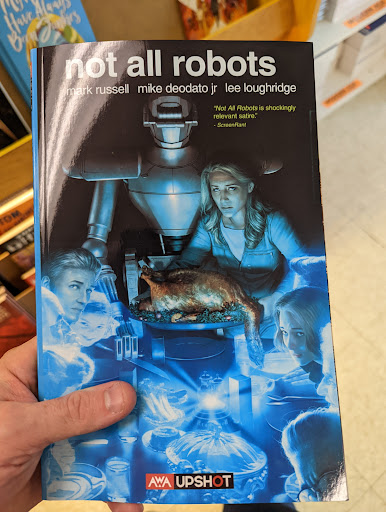 not all robots
mark russell mike deodato jr lee loughridge
"Not All Robots is shockingly
relevant satire."
- ScreenRant
AWA UPSHOT